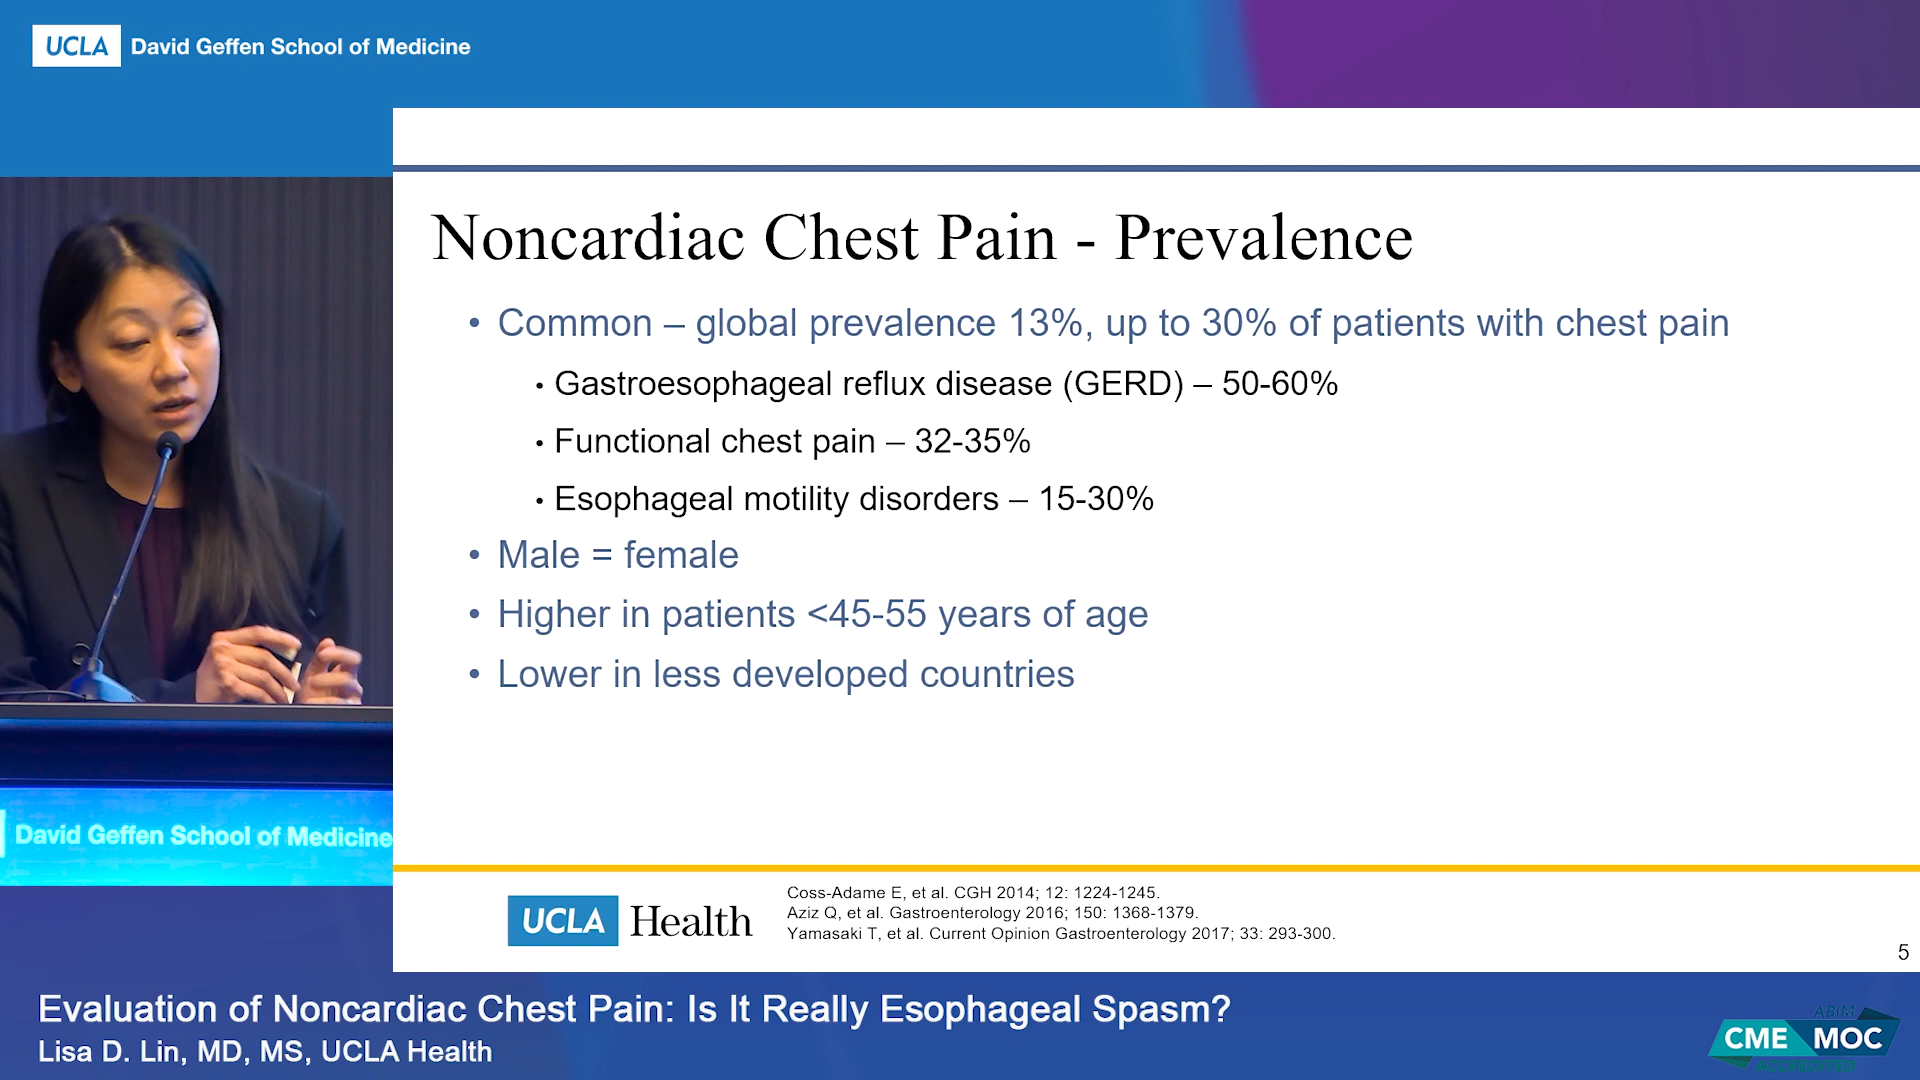 UCLA David Geffen School of Medicine
Noncardiac Chest Pain - Prevalence
• Common – global prevalence 13%, up to 30% of patients with chest pain
• Gastroesophageal reflux disease (GERD) – 50-60%
• Functional chest pain – 32-35%
• Esophageal motility disorders – 15-30%
• Male = female
• Higher in patients <45-55 years of age
• Lower in less developed countries
David Geffen School of Medicine
UCLA Health
Coss-Adame E, et al. CGH 2014; 12: 1224-1245.
Aziz Q, et al. Gastroenterology 2016; 150: 1368-1379.
Yamasaki T, et al. Current Opinion Gastroenterology 2017; 33: 293-300.
5
Evaluation of Noncardiac Chest Pain: Is It Really Esophageal Spasm?
Lisa D. Lin, MD, MS, UCLA Health
ABIM
CME MOC
ACCREDITED